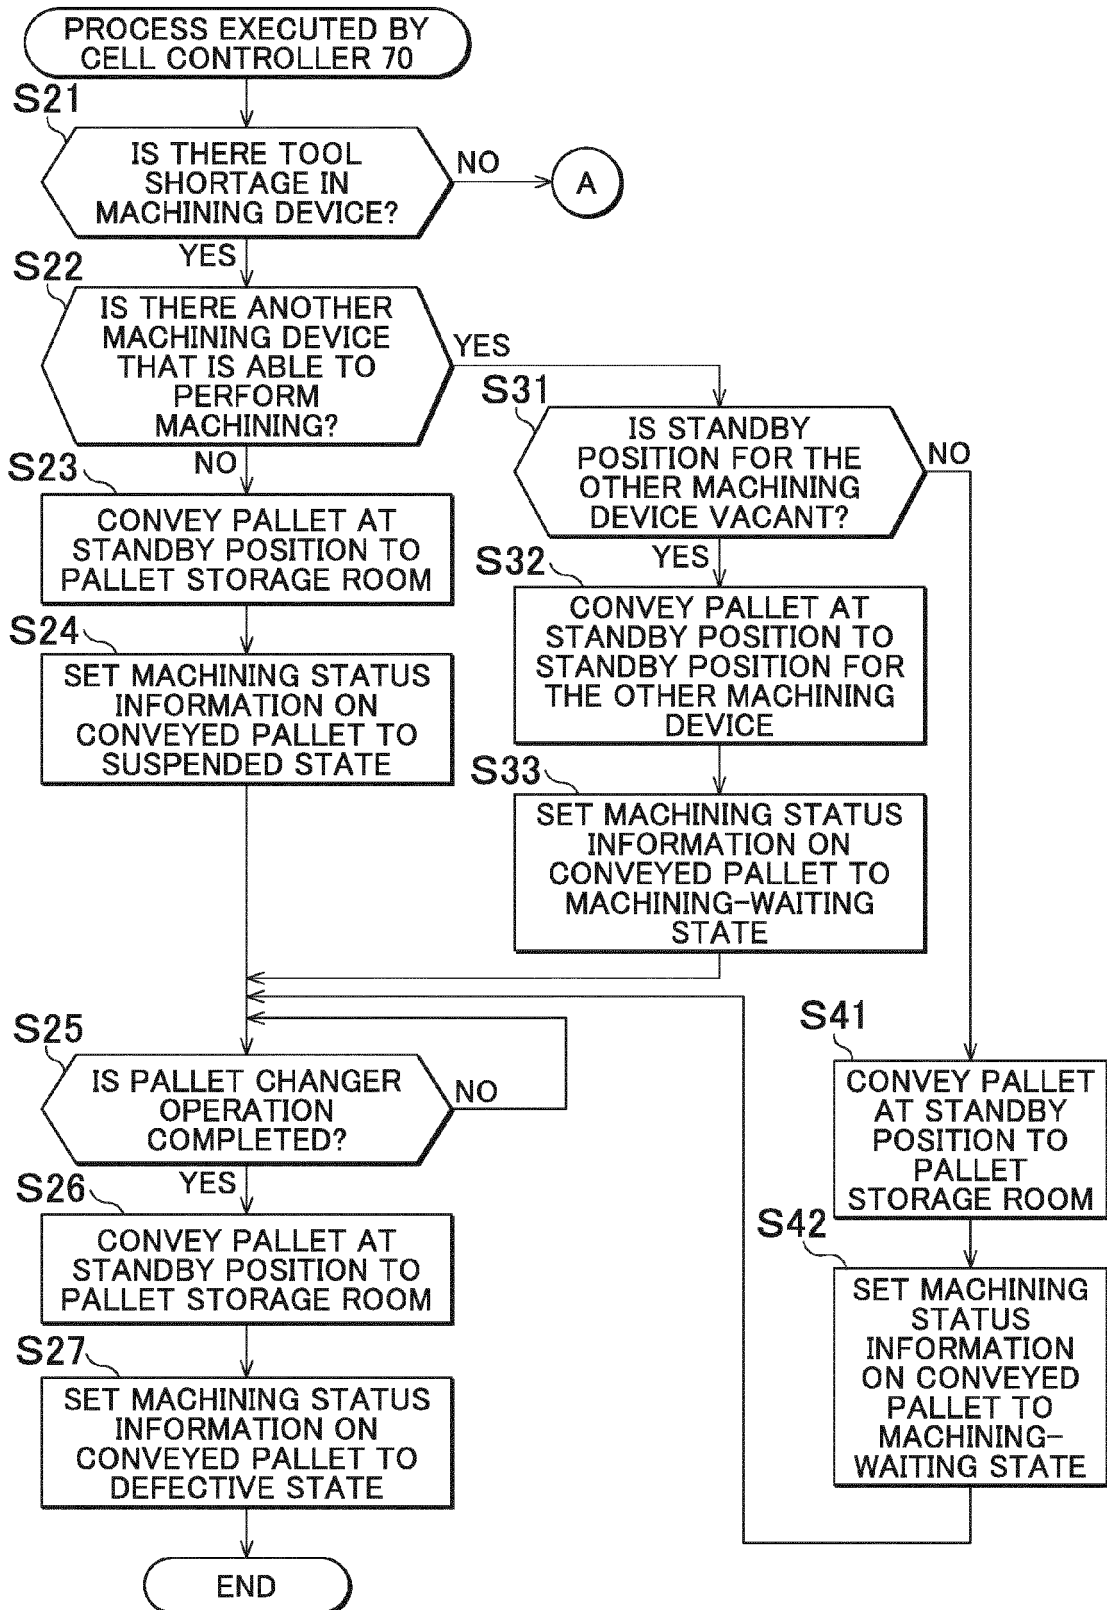 PROCESS EXECUTED BY
CELL CONTROLLER 70
S21
IS THERE TOOL
SHORTAGE IN
MACHINING DEVICE?
NO
A
YES
S22
IS THERE ANOTHER
MACHINING DEVICE
THAT IS ABLE TO
PERFORM
MACHINING?
YES
NO
S31
IS STANDBY
POSITION FOR THE
OTHER MACHINING
DEVICE VACANT?
NO
YES
S23
CONVEY PALLET AT
STANDBY POSITION TO
PALLET STORAGE ROOM
S32
CONVEY PALLET AT
STANDBY POSITION TO
STANDBY POSITION FOR
THE OTHER MACHINING
DEVICE
S24
SET MACHINING STATUS
INFORMATION ON
CONVEYED PALLET TO
SUSPENDED STATE
S33
SET MACHINING STATUS
INFORMATION ON
CONVEYED PALLET TO
MACHINING-WAITING
STATE
S25
IS PALLET CHANGER
OPERATION
COMPLETED?
NO
YES
S41
CONVEY PALLET
AT STANDBY
POSITION TO
PALLET
STORAGE ROOM
S26
CONVEY PALLET AT
STANDBY POSITION TO
PALLET STORAGE ROOM
S42
SET MACHINING
STATUS
INFORMATION
ON CONVEYED
PALLET TO
MACHINING-
WAITING STATE
S27
SET MACHINING STATUS
INFORMATION ON
CONVEYED PALLET TO
DEFECTIVE STATE
END